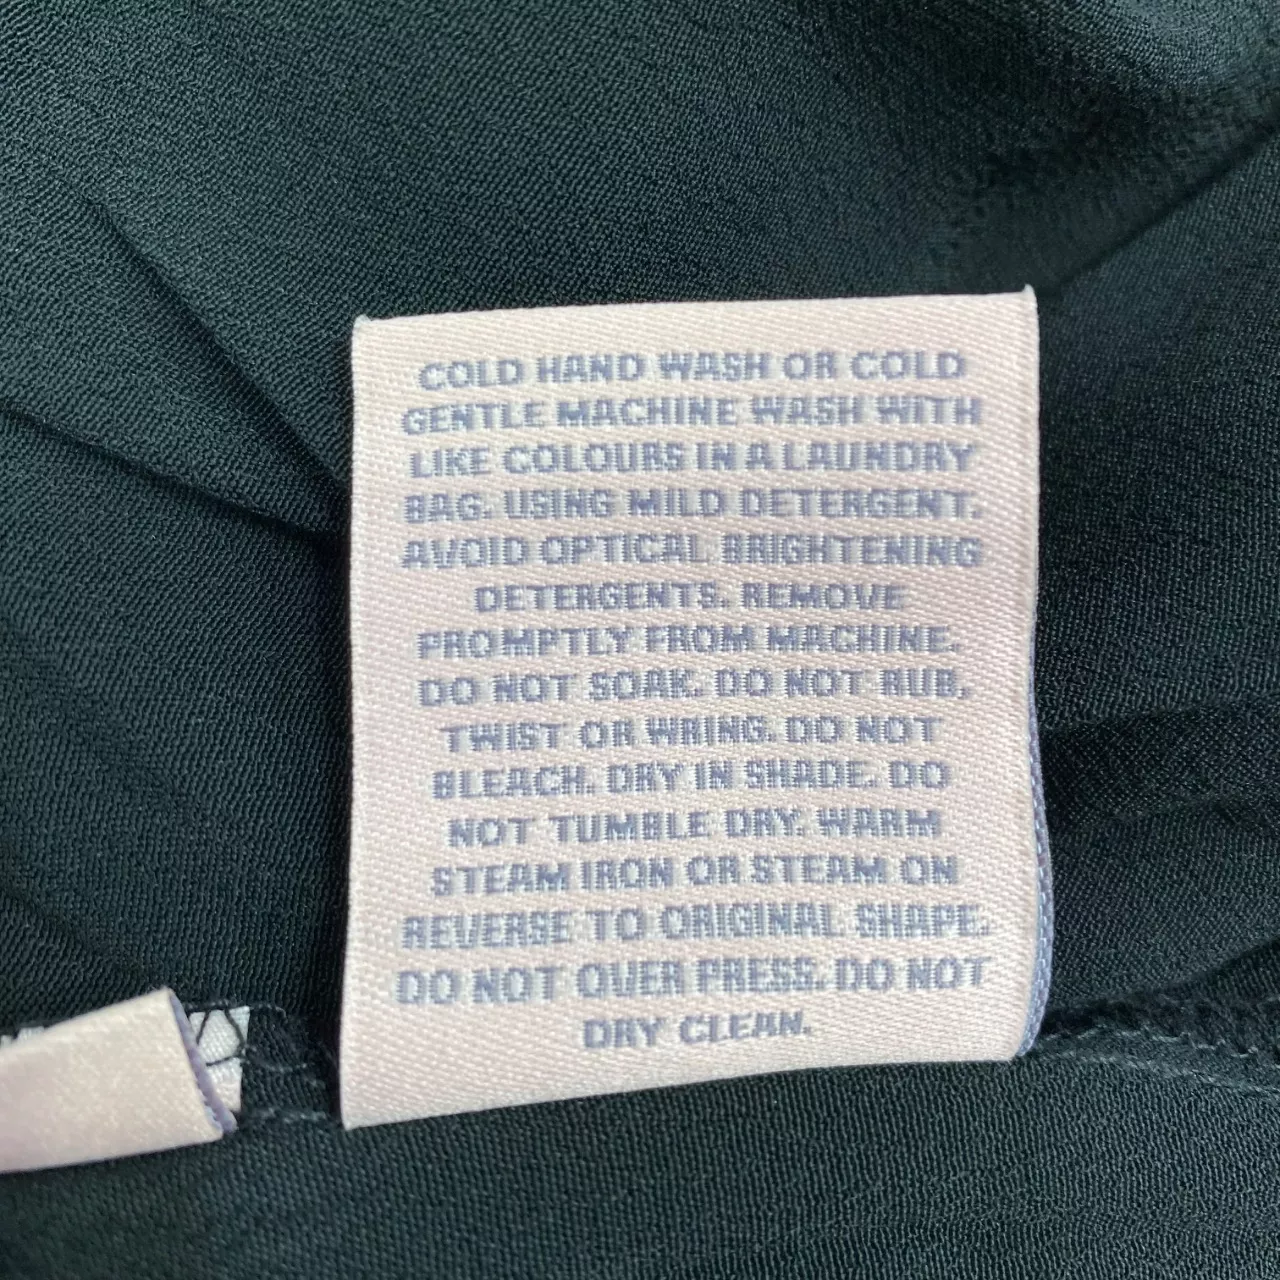 COLD HAND WASH OR COLD
GENTLE MACHINE WASH WITH
LIKE COLOURS IN A LAUNDRY
BAG. USING MILD DETERGENT.
AVOID OPTICAL BRIGHTENING
DETERGENTS. REMOVE
PROMPTLY FROM MACHINE.
DO NOT SOAK. DO NOT RUB,
TWIST OR WRING. DO NOT
BLEACH. DRY IN SHADE. DO
NOT TUMBLE DRY. WARM
STEAM IRON OR STEAM ON
REVERSE TO ORIGINAL SHAPE.
DO NOT OVER PRESS. DO NOT
DRY CLEAN.